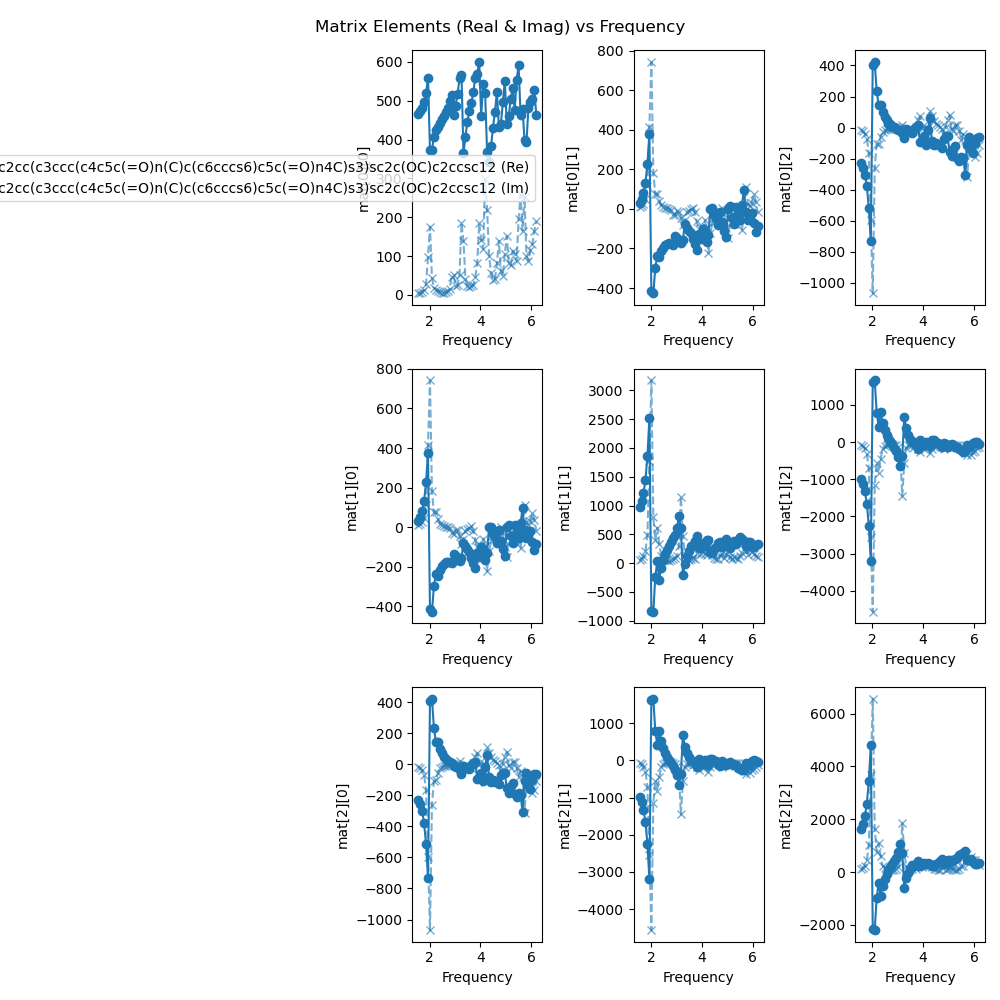 Matrix Elements (Real & Imag) vs Frequency
600
500
400
300
200
100
0
2 4 6
mat[0][0]
Frequency
c2cc(c3ccc(c4c5c(=O)n(C)c(c6cccs6)c5c(=O)n4C)s3)sc2c(OC)c2ccsc12 (Re)
c2cc(c3ccc(c4c5c(=O)n(C)c(c6cccs6)c5c(=O)n4C)s3)sc2c(OC)c2ccsc12 (Im)
800
600
400
200
0
−200
−400
2 4 6
mat[0][1]
Frequency
400
200
0
−200
−400
−600
−800
−1000
2 4 6
mat[0][2]
Frequency
800
600
400
200
0
−200
−400
2 4 6
mat[1][0]
Frequency
3000
2500
2000
1500
1000
500
0
−500
−1000
2 4 6
mat[1][1]
Frequency
1000
0
−1000
−2000
−3000
−4000
2 4 6
mat[1][2]
Frequency
400
200
0
−200
−400
−600
−800
−1000
2 4 6
mat[2][0]
Frequency
1000
0
−1000
−2000
−3000
−4000
2 4 6
mat[2][1]
Frequency
6000
4000
2000
0
−2000
2 4 6
mat[2][2]
Frequency